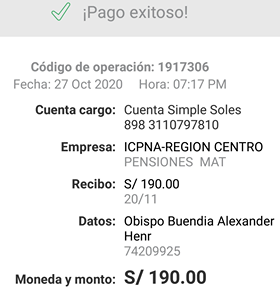 ¡Pago exitoso!
Código de operación: 1917306
Fecha: 27 Oct 2020 Hora: 07:17 PM
Cuenta cargo: Cuenta Simple Soles
898 3110797810
Empresa: ICPNA-REGION CENTRO
PENSIONES MAT
Recibo: S/ 190.00
20/11
Datos: Obispo Buendia Alexander
Henr
74209925
Moneda y monto: S/ 190.00